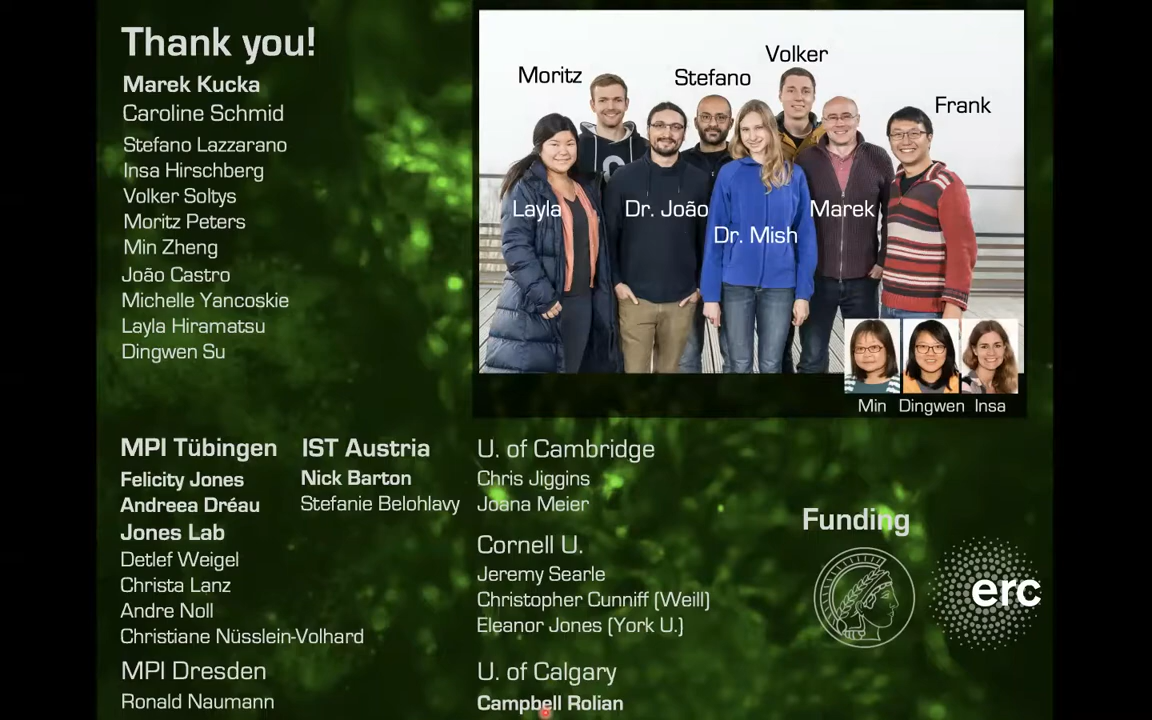 Thank you!
Marek Kucka
Caroline Schmid
Stefano Lazzarano
Insa Hirschberg
Volker Soltys
Moritz Peters
Min Zheng
João Castro
Michelle Yancoskie
Layla Hiramatsu
Dingwen Su
Moritz
Stefano
Volker
Frank
Layla
Dr. João
Dr. Mish
Marek
Min Dingwen Insa
MPI Tübingen
Felicity Jones
Andreea Dréau
Jones Lab
Detlef Weigel
Christa Lanz
Andre Noll
Christiane Nüsslein-Volhard
MPI Dresden
Ronald Naumann
IST Austria
Nick Barton
Stefanie Belohlavy
U. of Cambridge
Chris Jiggins
Joana Meier
Cornell U.
Jeremy Searle
Christopher Cunniff (Weill)
Eleanor Jones (York U.)
U. of Calgary
Campbell Rolian
Funding
erc